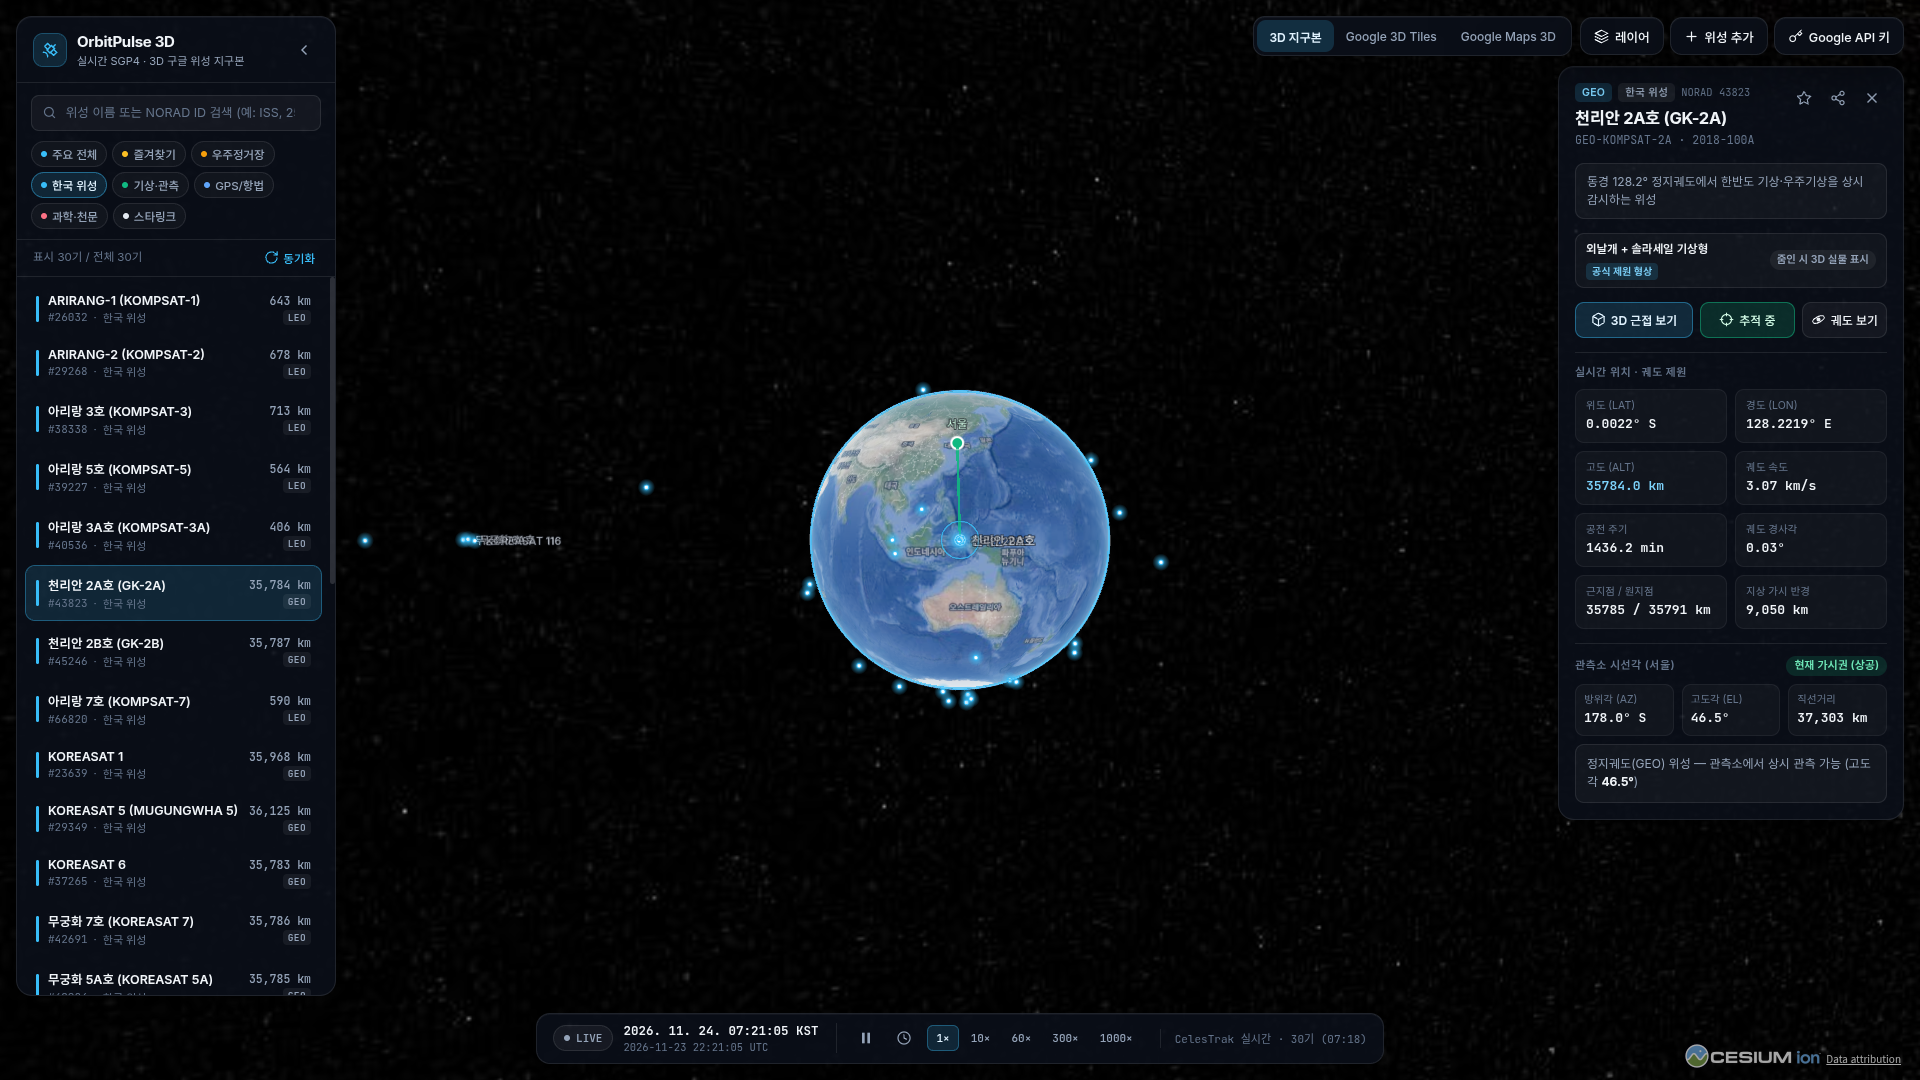 OrbitPulse 3D
실시간 SGP4 · 3D 구글 위성 지구본
위성 이름 또는 NORAD ID 검색 (예: ISS, 2
주요 전체
즐겨찾기
우주정거장
한국 위성
기상·관측
GPS/항법
과학·천문
스타링크
표시 30기 / 전체 30기
동기화
ARIRANG-1 (KOMPSAT-1) 643 km
#26032 · 한국 위성 LEO
ARIRANG-2 (KOMPSAT-2) 678 km
#29268 · 한국 위성 LEO
아리랑 3호 (KOMPSAT-3) 713 km
#38338 · 한국 위성 LEO
아리랑 5호 (KOMPSAT-5) 564 km
#39227 · 한국 위성 LEO
아리랑 3A호 (KOMPSAT-3A) 406 km
#40536 · 한국 위성 LEO
천리안 2A호 (GK-2A) 35,784 km
#43823 · 한국 위성 GEO
천리안 2B호 (GK-2B) 35,787 km
#45246 · 한국 위성 GEO
아리랑 7호 (KOMPSAT-7) 590 km
#66820 · 한국 위성 LEO
KOREASAT 1 35,968 km
#23639 · 한국 위성 GEO
KOREASAT 5 (MUGUNGWHA 5) 36,125 km
#29349 · 한국 위성 GEO
KOREASAT 6 35,783 km
#37265 · 한국 위성 GEO
무궁화 7호 (KOREASAT 7) 35,786 km
#42691 · 한국 위성 GEO
무궁화 5A호 (KOREASAT 5A) 35,785 km
116
서울
태국
인도네시아
천리안 2A호
파푸아
뉴기니
오스트레일리아
3D 지구본
Google 3D Tiles
Google Maps 3D
레이어
위성 추가
Google API 키
GEO 한국 위성 NORAD 43823
천리안 2A호 (GK-2A)
GEO-KOMPSAT-2A · 2018-100A
동경 128.2° 정지궤도에서 한반도 기상·우주기상을 상시
감시하는 위성
외날개 + 솔라세일 기상형
공식 제원 형상
줌인 시 3D 실물 표시
3D 근접 보기
추적 중
궤도 보기
실시간 위치 · 궤도 제원
위도 (LAT)
0.0022° S
경도 (LON)
128.2219° E
고도 (ALT)
35784.0 km
궤도 속도
3.07 km/s
공전 주기
1436.2 min
궤도 경사각
0.03°
근지점 / 원지점
35785 / 35791 km
지상 가시 반경
9,050 km
관측소 시선각 (서울)
현재 가시권 (상공)
방위각 (AZ)
178.0° S
고도각 (EL)
46.5°
직선거리
37,303 km
정지궤도(GEO) 위성 — 관측소에서 상시 관측 가능 (고도
각 46.5°)
LIVE
2026. 11. 24. 07:21:05 KST
2026-11-23 22:21:05 UTC
1×
10×
60×
300×
1000×
CelesTrak 실시간 · 30기 (07:18)
CESIUM ion
Data attribution